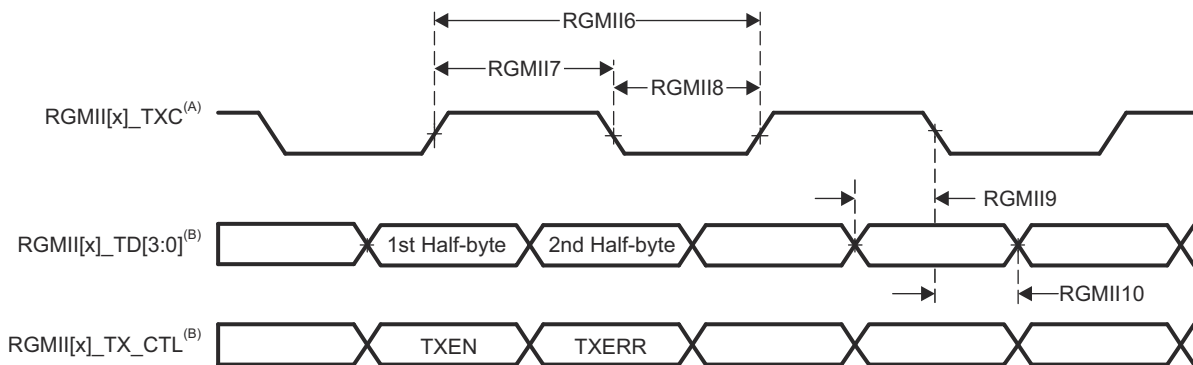 RGMII6
RGMII7
RGMII8
RGMII[x]_TXC(A)
RGMII9
RGMII[x]_TD[3:0](B)
1st Half-byte
2nd Half-byte
RGMII10
RGMII[x]_TX_CTL(B)
TXEN
TXERR